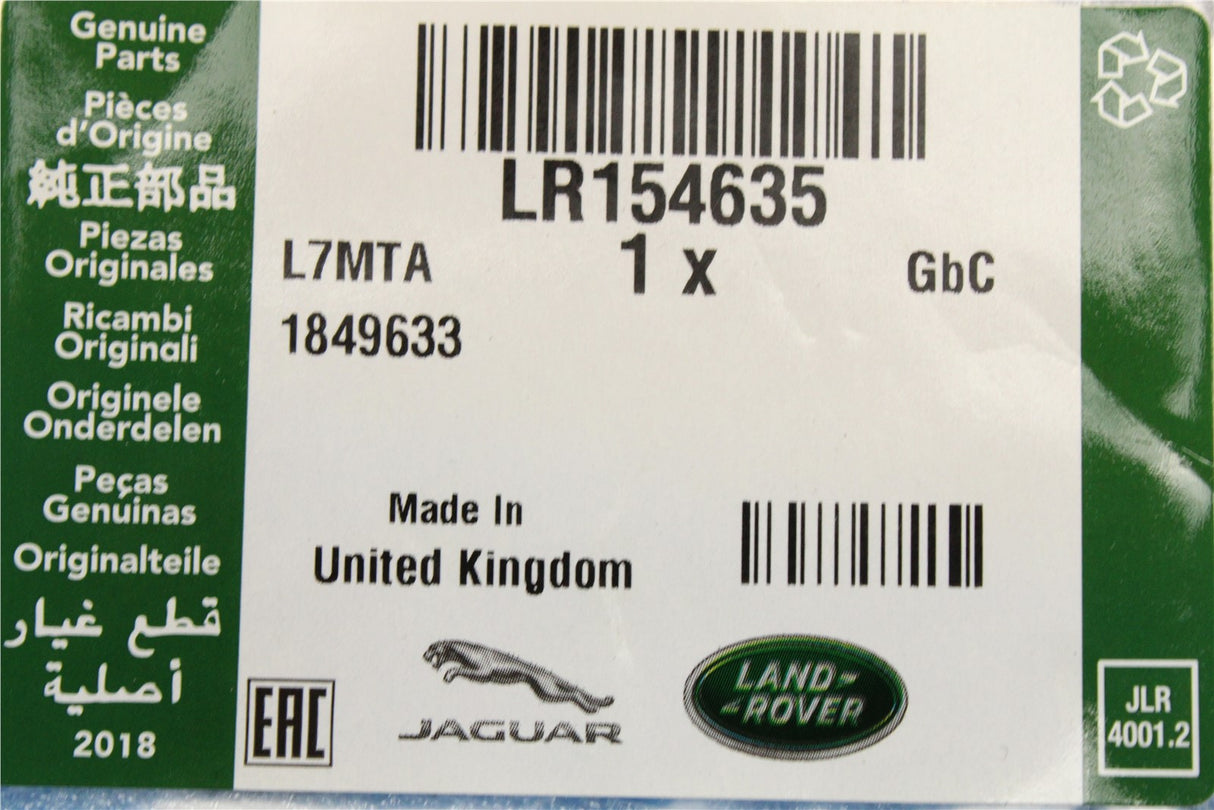 Genuine
Parts
Pièces
d'Origine
純正部品
Piezas
Originales
Ricambi
Originali
Originele
Onderdelen
Peças
Genuinas
Originalteile
قطع غيار
أصلية
2018
LR154635
L7MTA
1 x
GbC
1849633
Made In
United Kingdom
EAC
JAGUAR
LAND-
-ROVER
JLR
4001.2